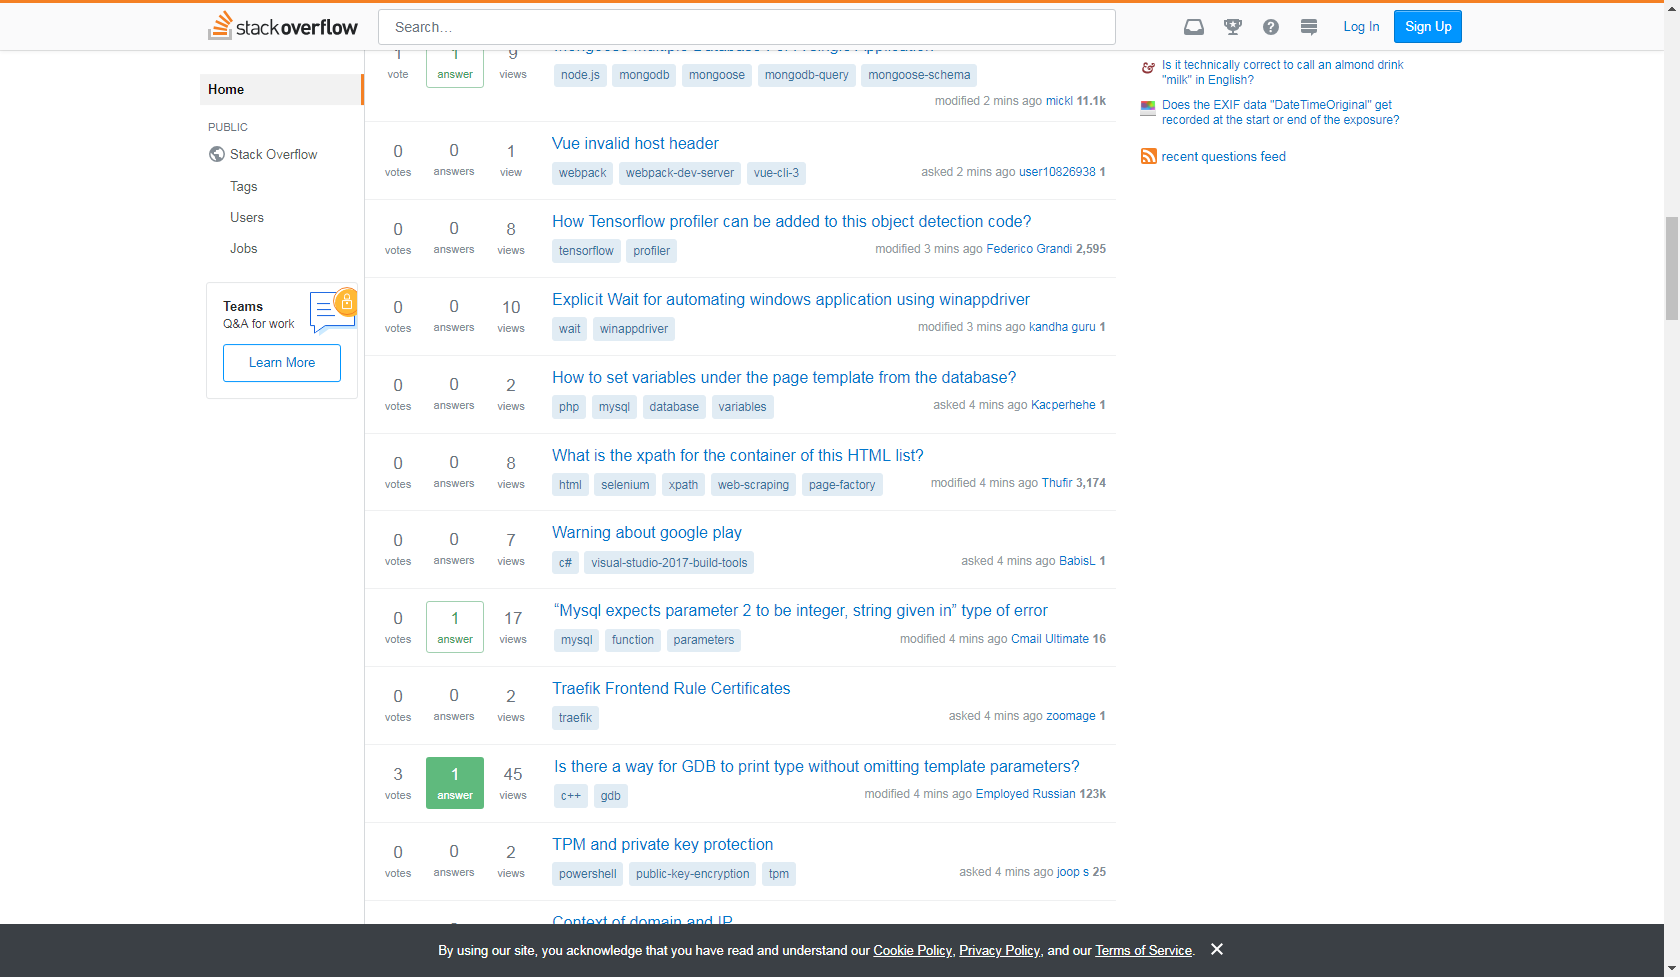 stackoverflow
Search...
Log In
Sign Up
Home
PUBLIC
Stack Overflow
Tags
Users
Jobs
Teams
Q&A for work
Learn More
1 1 9
vote answer views
Mongoose Multiple Database For A Single Application
node.js mongodb mongoose mongodb-query mongoose-schema
modified 2 mins ago mickl 11.1k
0 0 1
votes answers view
Vue invalid host header
webpack webpack-dev-server vue-cli-3
asked 2 mins ago user10826938 1
0 0 8
votes answers views
How Tensorflow profiler can be added to this object detection code?
tensorflow profiler
modified 3 mins ago Federico Grandi 2,595
0 0 10
votes answers views
Explicit Wait for automating windows application using winappdriver
wait winappdriver
modified 3 mins ago kandha guru 1
0 0 2
votes answers views
How to set variables under the page template from the database?
php mysql database variables
asked 4 mins ago Kacperhehe 1
0 0 8
votes answers views
What is the xpath for the container of this HTML list?
html selenium xpath web-scraping page-factory
modified 4 mins ago Thufir 3,174
0 0 7
votes answers views
Warning about google play
c# visual-studio-2017-build-tools
asked 4 mins ago BabisL 1
0 1 17
votes answer views
“Mysql expects parameter 2 to be integer, string given in” type of error
mysql function parameters
modified 4 mins ago Cmail Ultimate 16
0 0 2
votes answers views
Traefik Frontend Rule Certificates
traefik
asked 4 mins ago zoomage 1
3 1 45
votes answer views
Is there a way for GDB to print type without omitting template parameters?
c++ gdb
modified 4 mins ago Employed Russian 123k
0 0 2
votes answers views
TPM and private key protection
powershell public-key-encryption tpm
asked 4 mins ago joop s 25
Context of domain and IP
Is it technically correct to call an almond drink
"milk" in English?
Does the EXIF data "DateTimeOriginal" get
recorded at the start or end of the exposure?
recent questions feed
By using our site, you acknowledge that you have read and understand our Cookie Policy, Privacy Policy, and our Terms of Service.